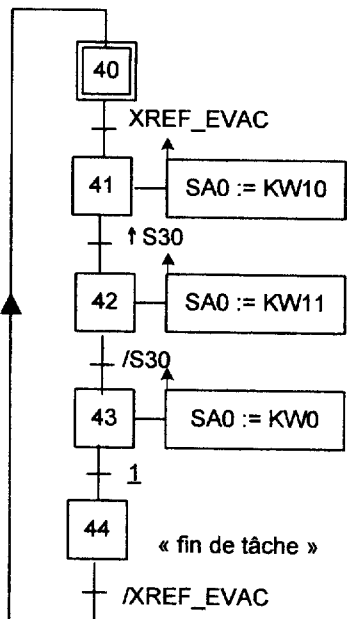 40
XREF_EVAC
41
SA0 := KW10
↑ S30
42
SA0 := KW11
/S30
43
SA0 := KW0
1
44
« fin de tâche »
/XREF_EVAC